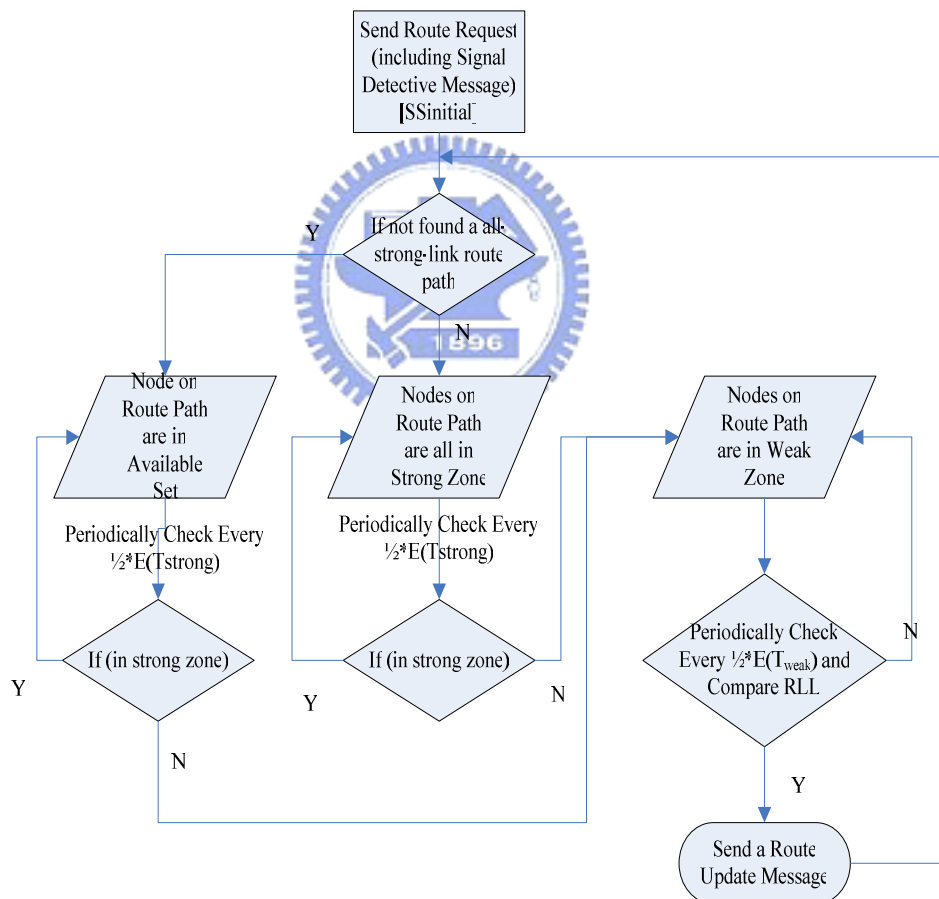 Send Route Request
(including Signal
Detective Message)
[SSinitial]
If not found a all-
strong-link route
path
Y
N
1896
Node on
Route Path
are in
Available
Set
Nodes on
Route Path
are all in
Strong Zone
Nodes on
Route Path
are in Weak
Zone
Periodically Check Every
½*E(Tstrong)
Periodically Check Every
½*E(Tstrong)
If (in strong zone)
Y
N
If (in strong zone)
Y
N
Periodically Check
Every ½*E(Tweak) and
Compare RLL
N
Y
Send a Route
Update Message